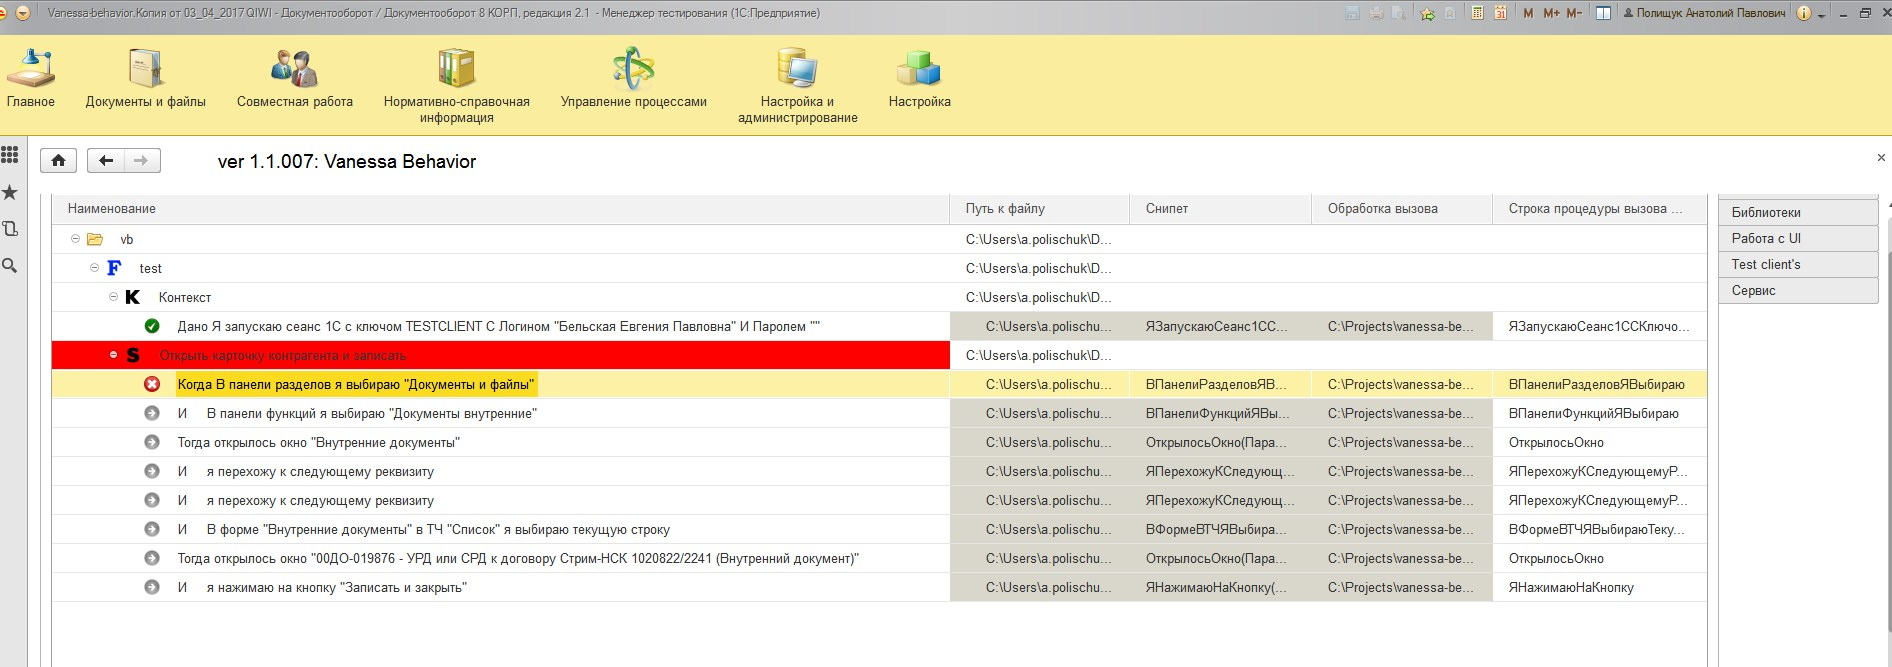 Vanessa-behavior.Копия от 03_04_2017 QIWI - Документооборот / Документооборот 8 КОРП, редакция 2.1 - Менеджер тестирования (1С:Предприятие)
31 M M+ M- Полищук Анатолий Павлович
Главное
Документы и файлы
Совместная работа
Нормативно-справочная информация
Управление процессами
Настройка и администрирование
Настройка
ver 1.1.007: Vanessa Behavior
Наименование Путь к файлу Снипет Обработка вызова Строка процедуры вызова ...
vb C:\Users\a.polischuk\D...
F test C:\Users\a.polischuk\D...
K Контекст C:\Users\a.polischuk\D...
Дано Я запускаю сеанс 1С с ключом TESTCLIENT С Логином "Бельская Евгения Павловна" И Паролем "" C:\Users\a.polischu... ЯЗапускаюСеанс1СС... C:\Projects\vanessa-be... ЯЗапускаюСеанс1ССКлючо...
S Открыть карточку контрагента и записать C:\Users\a.polischuk\D...
Когда В панели разделов я выбираю "Документы и файлы" C:\Users\a.polischu... ВПанелиРазделовЯВ... C:\Projects\vanessa-be... ВПанелиРазделовЯВыбираю
И В панели функций я выбираю "Документы внутренние" C:\Users\a.polischu... ВПанелиФункцийЯВы... C:\Projects\vanessa-be... ВПанелиФункцийЯВыбираю
Тогда открылось окно "Внутренние документы" C:\Users\a.polischu... ОткрылосьОкно(Пара... C:\Projects\vanessa-be... ОткрылосьОкно
И я перехожу к следующему реквизиту C:\Users\a.polischu... ЯПерехожуКСледующ... C:\Projects\vanessa-be... ЯПерехожуКСледующемуР...
И я перехожу к следующему реквизиту C:\Users\a.polischu... ЯПерехожуКСледующ... C:\Projects\vanessa-be... ЯПерехожуКСледующемуР...
И В форме "Внутренние документы" в ТЧ "Список" я выбираю текущую строку C:\Users\a.polischu... ВФормеВТЧЯВыбира... C:\Projects\vanessa-be... ВФормеВТЧЯВыбираюТеку...
Тогда открылось окно "00ДО-019876 - УРД или СРД к договору Стрим-НСК 1020822/2241 (Внутренний документ)" C:\Users\a.polischu... ОткрылосьОкно(Пара... C:\Projects\vanessa-be... ОткрылосьОкно
И я нажимаю на кнопку "Записать и закрыть" C:\Users\a.polischu... ЯНажимаюНаКнопку(... C:\Projects\vanessa-be... ЯНажимаюНаКнопку
Библиотеки
Работа с UI
Test client's
Сервис